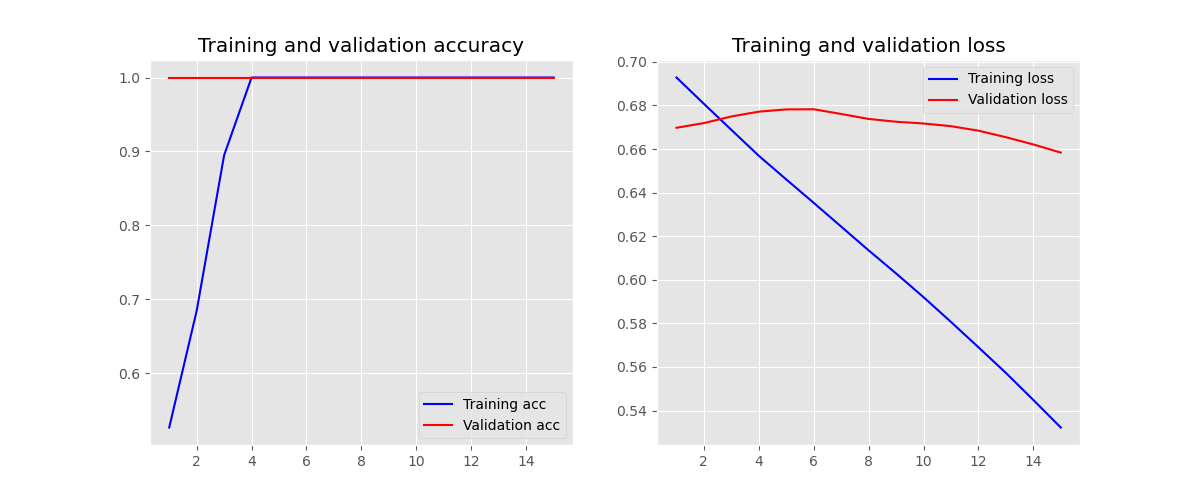 Training and validation accuracy
1.0
0.9
0.8
0.7
0.6
2 4 6 8 10 12 14
Training acc
Validation acc
Training and validation loss
0.70
0.68
0.66
0.64
0.62
0.60
0.58
0.56
0.54
2 4 6 8 10 12 14
Training loss
Validation loss